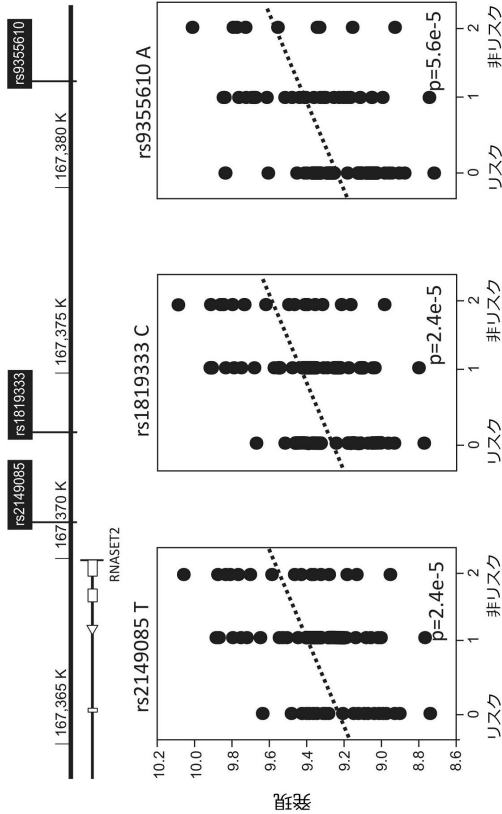 rs2149085
rs1819333
rs9355610
167,365 K
167,370 K
167,375 K
167,380 K
RNASET2
rs2149085 T
rs1819333 C
rs9355610 A
発現
10.2
10.0
9.8
9.6
9.4
9.2
9.0
8.8
8.6
p=2.4e-5
p=2.4e-5
p=5.6e-5
0
1
2
0
1
2
0
1
2
リスク
非リスク
リスク
非リスク
リスク
非リスク